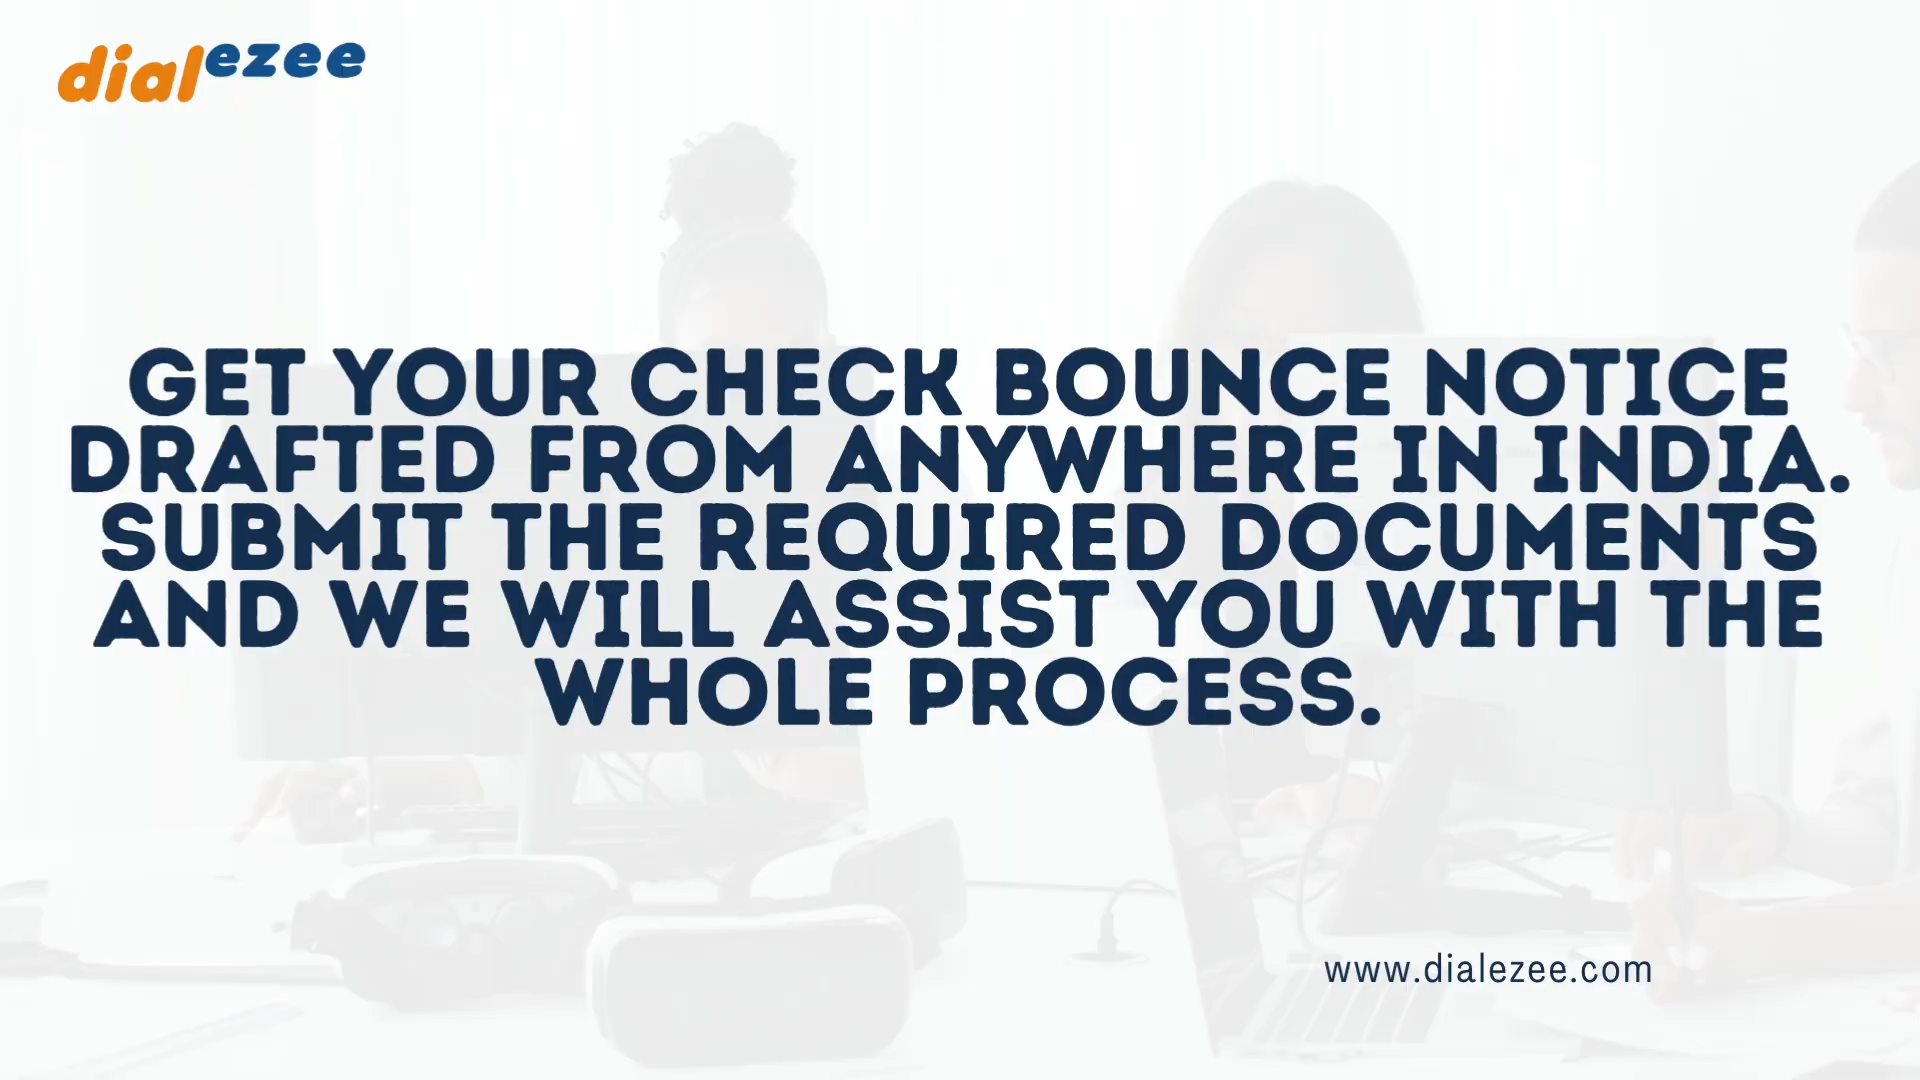 dialezee
GET YOUR CHECK BOUNCE NOTICE
DRAFTED FROM ANYWHERE IN INDIA.
SUBMIT THE REQUIRED DOCUMENTS
AND WE WILL ASSIST YOU WITH THE
WHOLE PROCESS.
www.dialezee.com